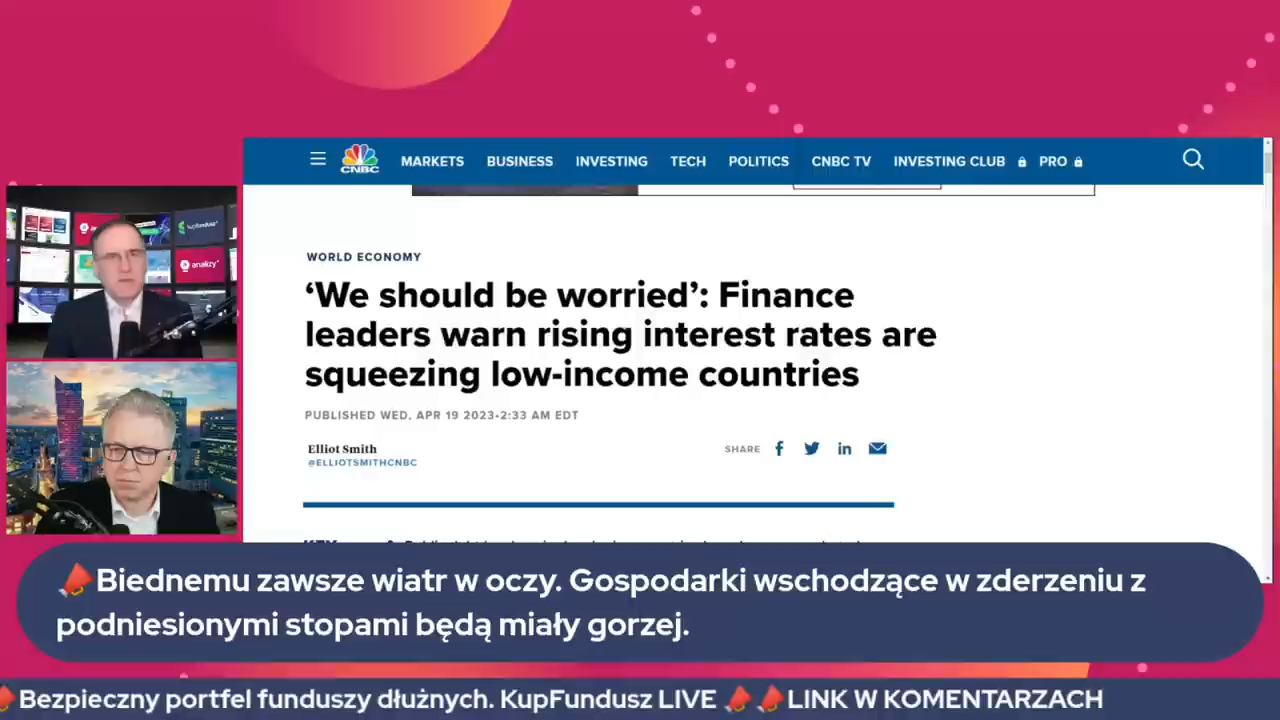 MARKETS BUSINESS INVESTING TECH POLITICS CNBC TV INVESTING CLUB PRO
CNBC
WORLD ECONOMY
‘We should be worried’: Finance
leaders warn rising interest rates are
squeezing low-income countries
PUBLISHED WED, APR 19 2023•2:33 AM EDT
Elliot Smith
@ELLIOTSMITHCNBC
SHARE
kupfundusz
analizy
Biednemu zawsze wiatr w oczy. Gospodarki wschodzące w zderzeniu z
podniesionymi stopami będą miały gorzej.
Bezpieczny portfel funduszy dłużnych. KupFundusz LIVE LINK W KOMENTARZACH